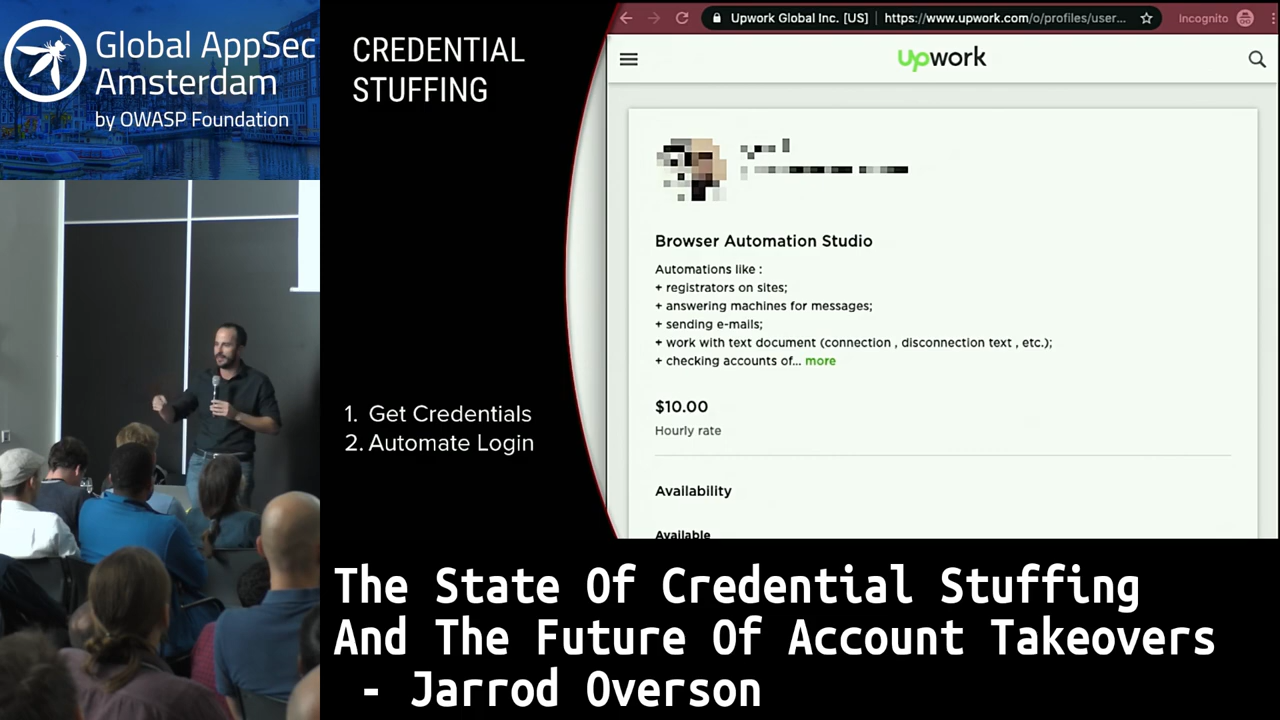 Global AppSec
Amsterdam
by OWASP Foundation
CREDENTIAL
STUFFING
1. Get Credentials
2. Automate Login
Upwork Global Inc. [US] | https://www.upwork.com/o/profiles/user...
Incognito
Upwork
Browser Automation Studio
Automations like :
+ registrators on sites;
+ answering machines for messages;
+ sending e-mails;
+ work with text document (connection , disconnection text , etc.);
+ checking accounts of... more
$10.00
Hourly rate
Availability
Available
The State Of Credential Stuffing
And The Future Of Account Takeovers
- Jarrod Overson